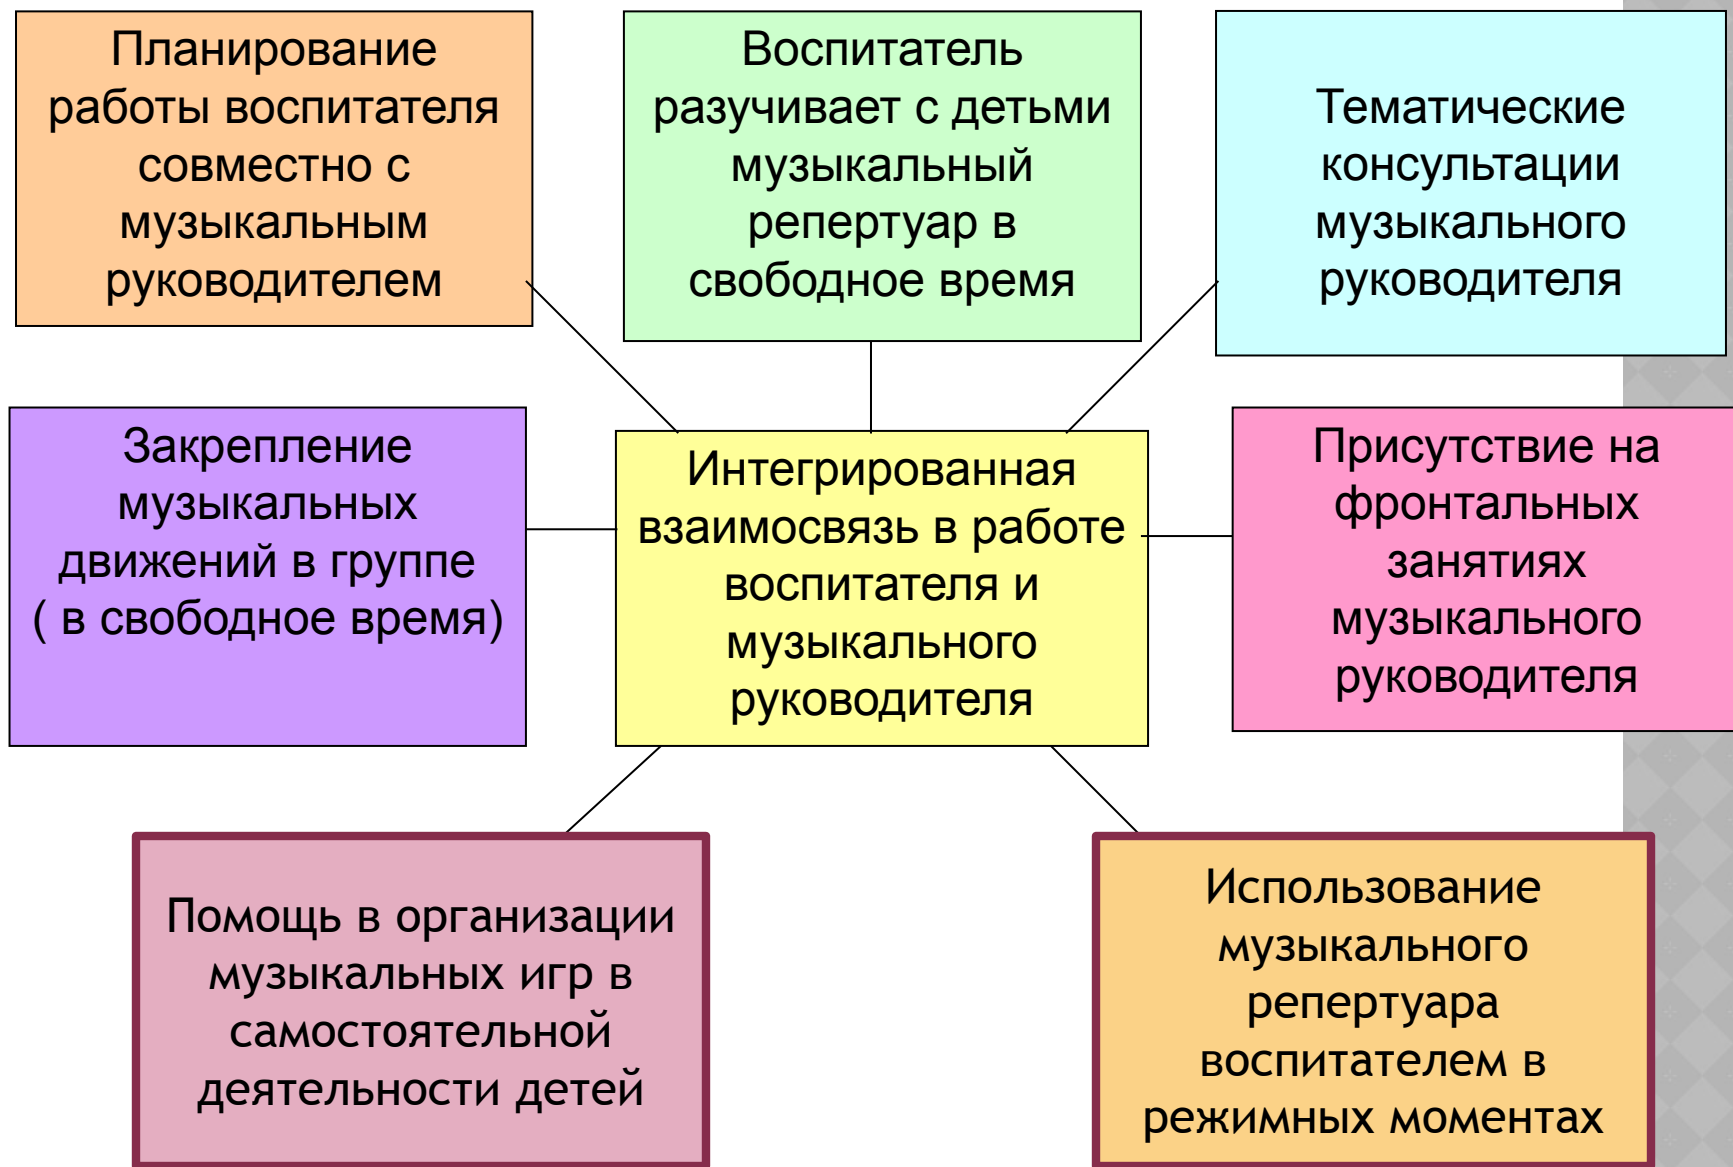 Планирование
работы воспитателя
совместно с
музыкальным
руководителем
Воспитатель
разучивает с детьми
музыкальный
репертуар в
свободное время
Тематические
консультации
музыкального
руководителя
Закрепление
музыкальных
движений в группе
( в свободное время)
Интегрированная
взаимосвязь в работе
воспитателя и
музыкального
руководителя
Присутствие на
фронтальных
занятиях
музыкального
руководителя
Помощь в организации
музыкальных игр в
самостоятельной
деятельности детей
Использование
музыкального
репертуара
воспитателем в
режимных моментах